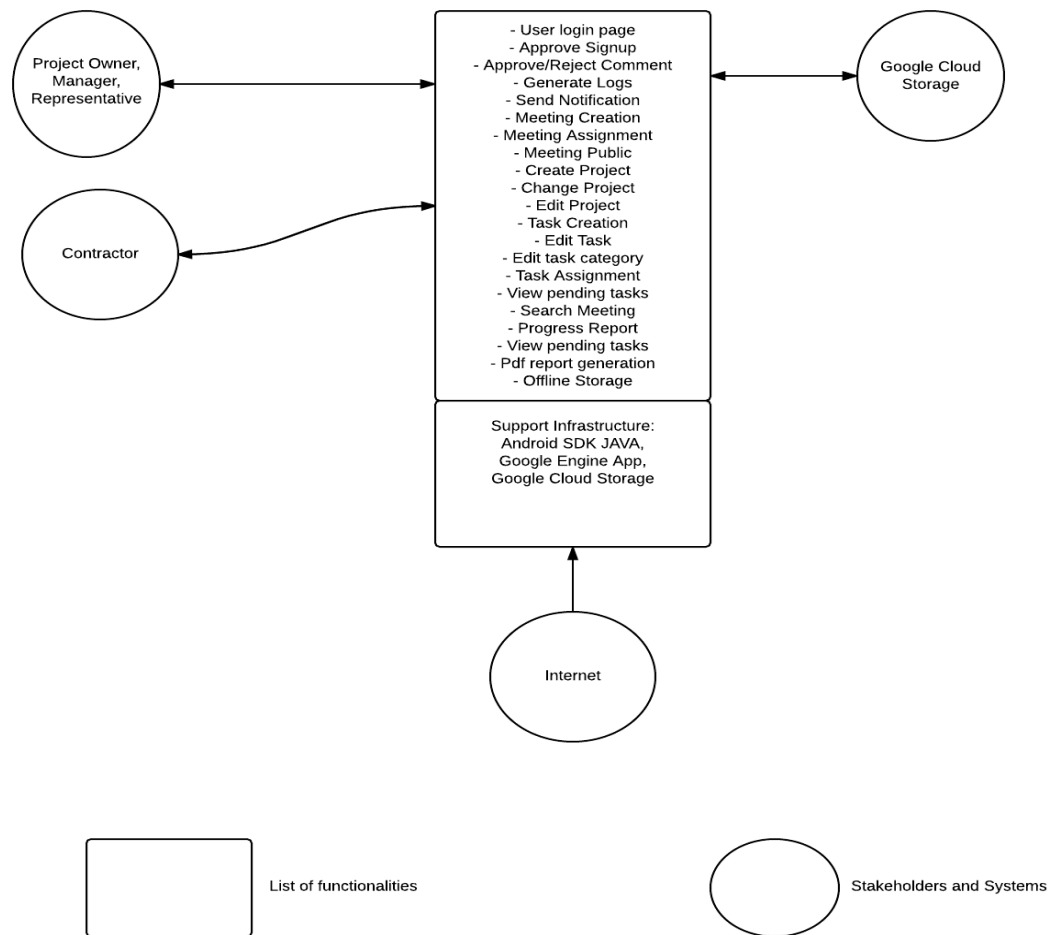 Project Owner,
Manager,
Representative
- User login page
- Approve Signup
- Approve/Reject Comment
- Generate Logs
- Send Notification
- Meeting Creation
- Meeting Assignment
- Meeting Public
- Create Project
- Change Project
- Edit Project
- Task Creation
- Edit Task
- Edit task category
- Task Assignment
- View pending tasks
- Search Meeting
- Progress Report
- View pending tasks
- Pdf report generation
- Offline Storage
Google Cloud
Storage
Contractor
Support Infrastructure:
Android SDK JAVA,
Google Engine App,
Google Cloud Storage
Internet
List of functionalities
Stakeholders and Systems